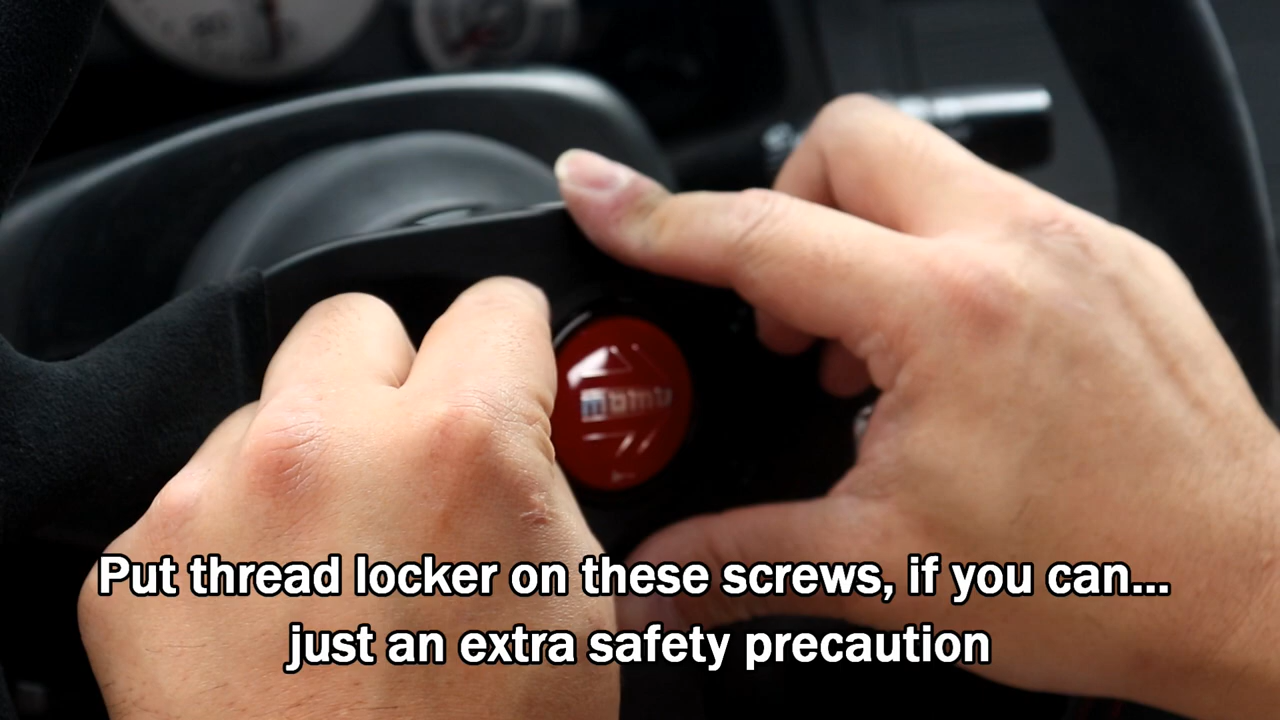 Put thread locker on these screws, if you can...
just an extra safety precaution